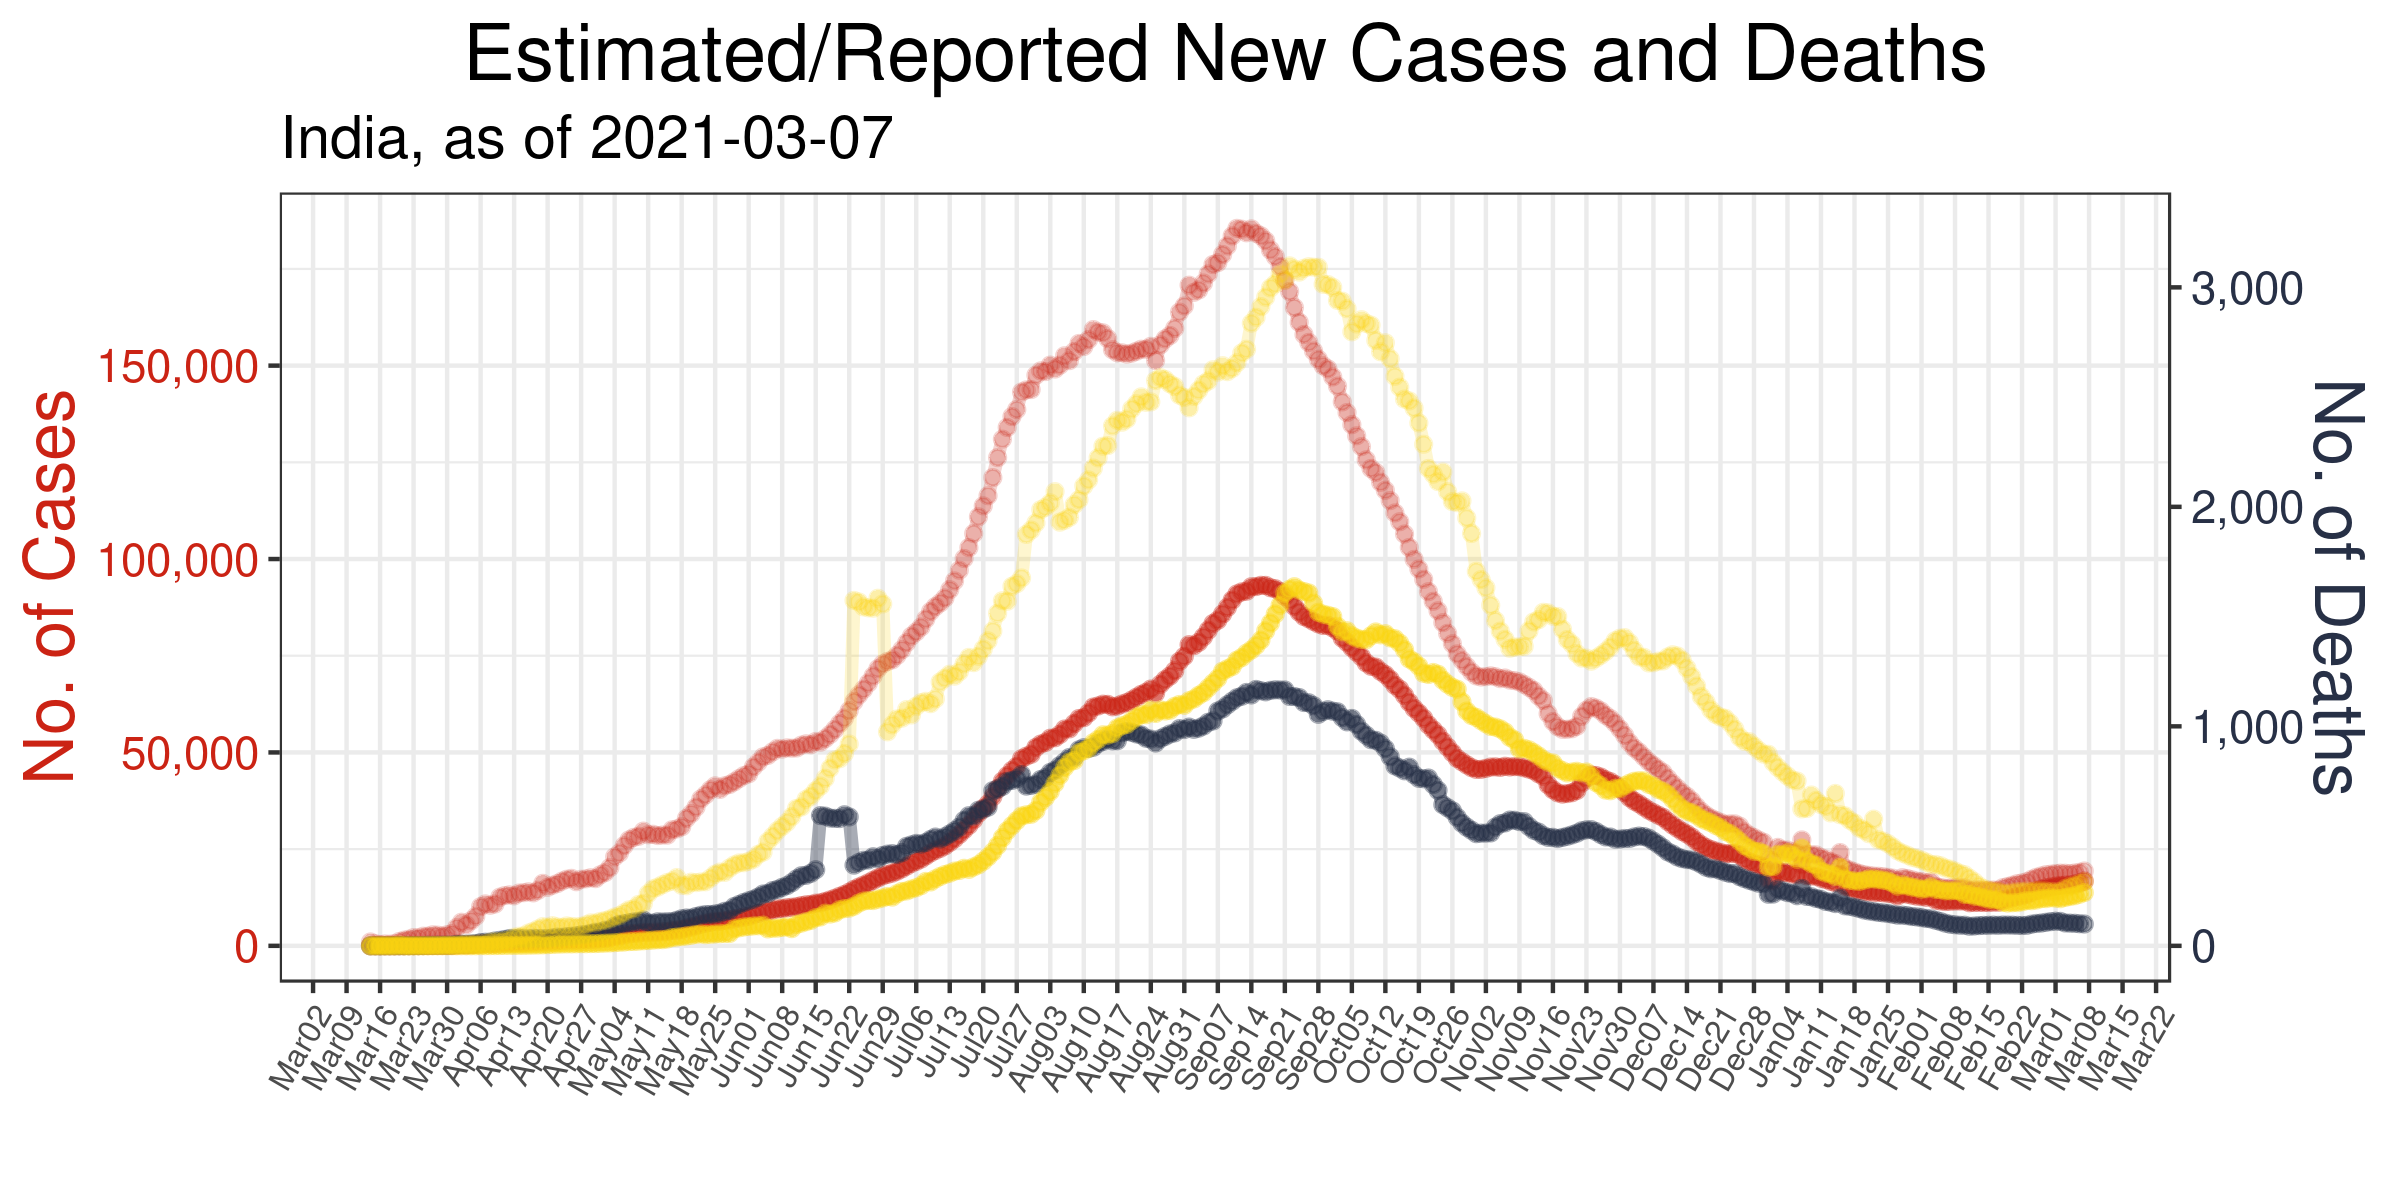 Estimated/Reported New Cases and Deaths
India, as of 2021-03-07
No. of Cases
150,000
100,000
50,000
0
3,000
2,000
1,000
0
No. of Deaths
Mar02
Mar09
Mar16
Mar23
Mar30
Apr06
Apr13
Apr20
Apr27
May04
May11
May18
May25
Jun01
Jun08
Jun15
Jun22
Jun29
Jul06
Jul13
Jul20
Jul27
Aug03
Aug10
Aug17
Aug24
Aug31
Sep07
Sep14
Sep21
Sep28
Oct05
Oct12
Oct19
Oct26
Nov02
Nov09
Nov16
Nov23
Nov30
Dec07
Dec14
Dec21
Dec28
Jan04
Jan11
Jan18
Jan25
Feb01
Feb08
Feb15
Feb22
Mar01
Mar08
Mar15
Mar22